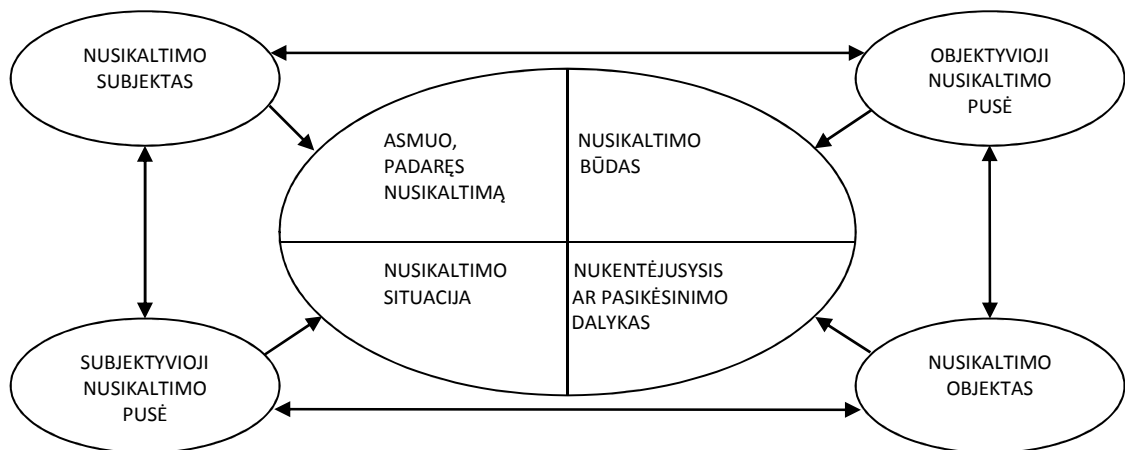 NUSIKALTIMO
SUBJEKTAS
OBJEKTYVIOJI
NUSIKALTIMO
PUSĖ
ASMUO,
PADARĘS
NUSIKALTIMĄ
NUSIKALTIMO
BŪDAS
NUSIKALTIMO
SITUACIJA
NUKENTĖJUSYSIS
AR PASIKĖSINIMO
DALYKAS
SUBJEKTYVIOJI
NUSIKALTIMO
PUSĖ
NUSIKALTIMO
OBJEKTAS